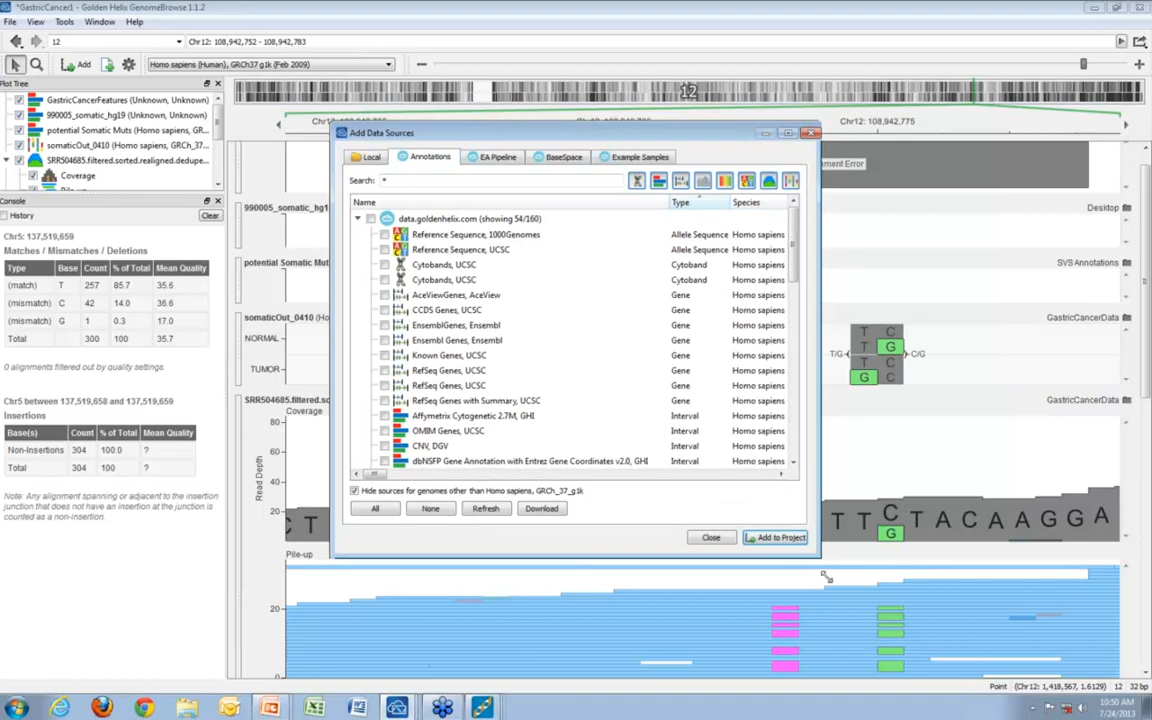 *GastricCancer1 - Golden Helix GenomeBrowse 1.1.2
File View Tools Window Help
12 Chr12: 108,942,752 - 108,942,783
Add Homo sapiens (Human), GRCh37 g1k (Feb 2009)
Plot Tree
GastricCancerFeatures (Unknown, Unknown)
990005_somatic_hg19 (Unknown, Unknown)
potential Somatic Muts (Homo sapiens, GR...
somaticOut_0410 (Homo sapiens, GRCh_37...
SRR504685.filtered.sorted.realigned.dedupe...
Coverage
Console
History Clear
Chr5: 137,519,659
Matches / Mismatches / Deletions
Type Base Count % of Total Mean Quality
(match) T 257 85.7 35.6
(mismatch) C 42 14.0 36.6
(mismatch) G 1 0.3 17.0
Total 300 100 35.7
0 alignments filtered out by quality settings.
Chr5 between 137,519,658 and 137,519,659
Insertions
Base(s) Count % of Total Mean Quality
Non-Insertions 304 100.0 ?
Total 304 100 ?
Note: Any alignment spanning or adjacent to the insertion
junction that does not have an insertion at the junction is
counted as a non-insertion.
12
Chr12: 108,942,775
Add Data Sources
Local Annotations EA Pipeline BaseSpace Example Samples
Search: *
Name Type Species
data.goldenhelix.com (showing 54/160)
Reference Sequence, 1000Genomes Allele Sequence Homo sapiens
Reference Sequence, UCSC Allele Sequence Homo sapiens
Cytobands, UCSC Cytoband Homo sapiens
Cytobands, UCSC Cytoband Homo sapiens
AceViewGenes, AceView Gene Homo sapiens
CCDS Genes, UCSC Gene Homo sapiens
EnsemblGenes, Ensembl Gene Homo sapiens
Ensembl Genes, Ensembl Gene Homo sapiens
Known Genes, UCSC Gene Homo sapiens
RefSeq Genes, UCSC Gene Homo sapiens
RefSeq Genes, UCSC Gene Homo sapiens
RefSeq Genes with Summary, UCSC Gene Homo sapiens
Affymetrix Cytogenetic 2.7M, GHI Interval Homo sapiens
OMIM Genes, UCSC Interval Homo sapiens
CNV, DGV Interval Homo sapiens
dbNSFP Gene Annotation with Entrez Gene Coordinates v2.0, GHI Interval Homo sapiens
Hide sources for genomes other than Homo sapiens, GRCh_37_g1k
All None Refresh Download
Close Add to Project
nment Error
990005_somatic_hg1 Desktop
potential Somatic Mut SVS Annotations
somaticOut_0410 GastricCancerData
NORMAL
TUMOR
T/G C/G
T C
T G
T C
G C
SRR504685.filtered.so GastricCancerData
Coverage
Read Depth
80
60
40
20
C T T T C T A C A A G G A
G
Pile-up
20
0
Point (Chr12: 1,418,567, 1.6129) 12 32 bp
10:50 AM
7/24/2013